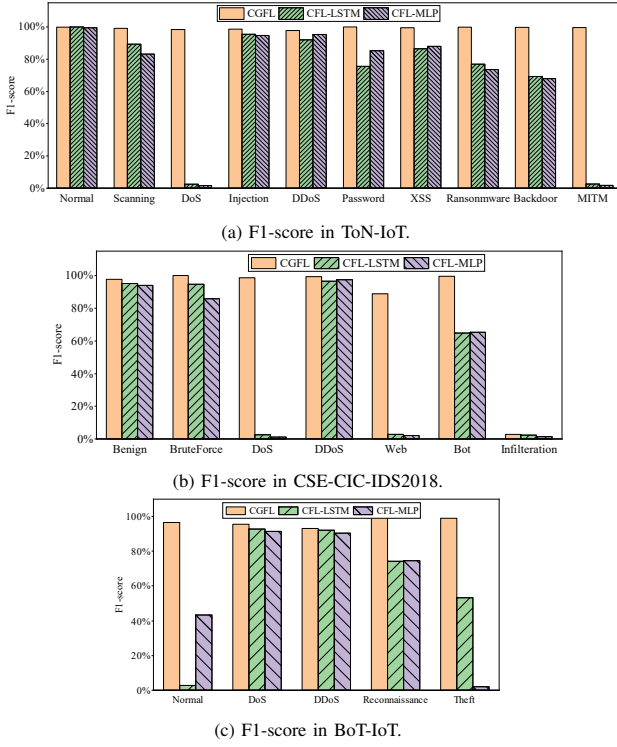 CGFL CFL-LSTM CFL-MLP
100%
80%
60%
40%
20%
0%
F1-score
Normal Scanning DoS Injection DDoS Password XSS Ransonmware Backdoor MITM
(a) F1-score in ToN-IoT.
CGFL CFL-LSTM CFL-MLP
100%
80%
60%
40%
20%
0%
F1-score
Benign BruteForce DoS DDoS Web Bot Infilteration
(b) F1-score in CSE-CIC-IDS2018.
CGFL CFL-LSTM CFL-MLP
100%
80%
60%
40%
20%
0%
F1-score
Normal DoS DDoS Reconnaissance Theft
(c) F1-score in BoT-IoT.